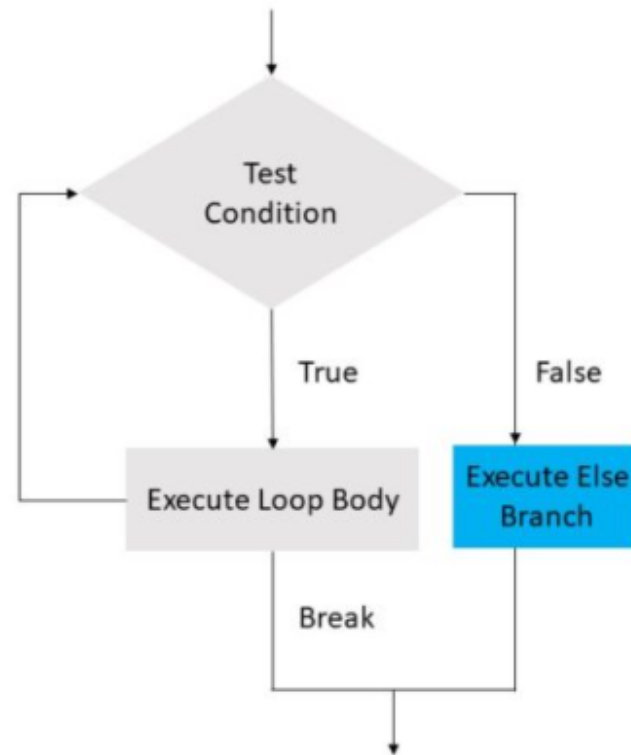 Test
Condition
True
False
Execute Loop Body
Execute Else
Branch
Break